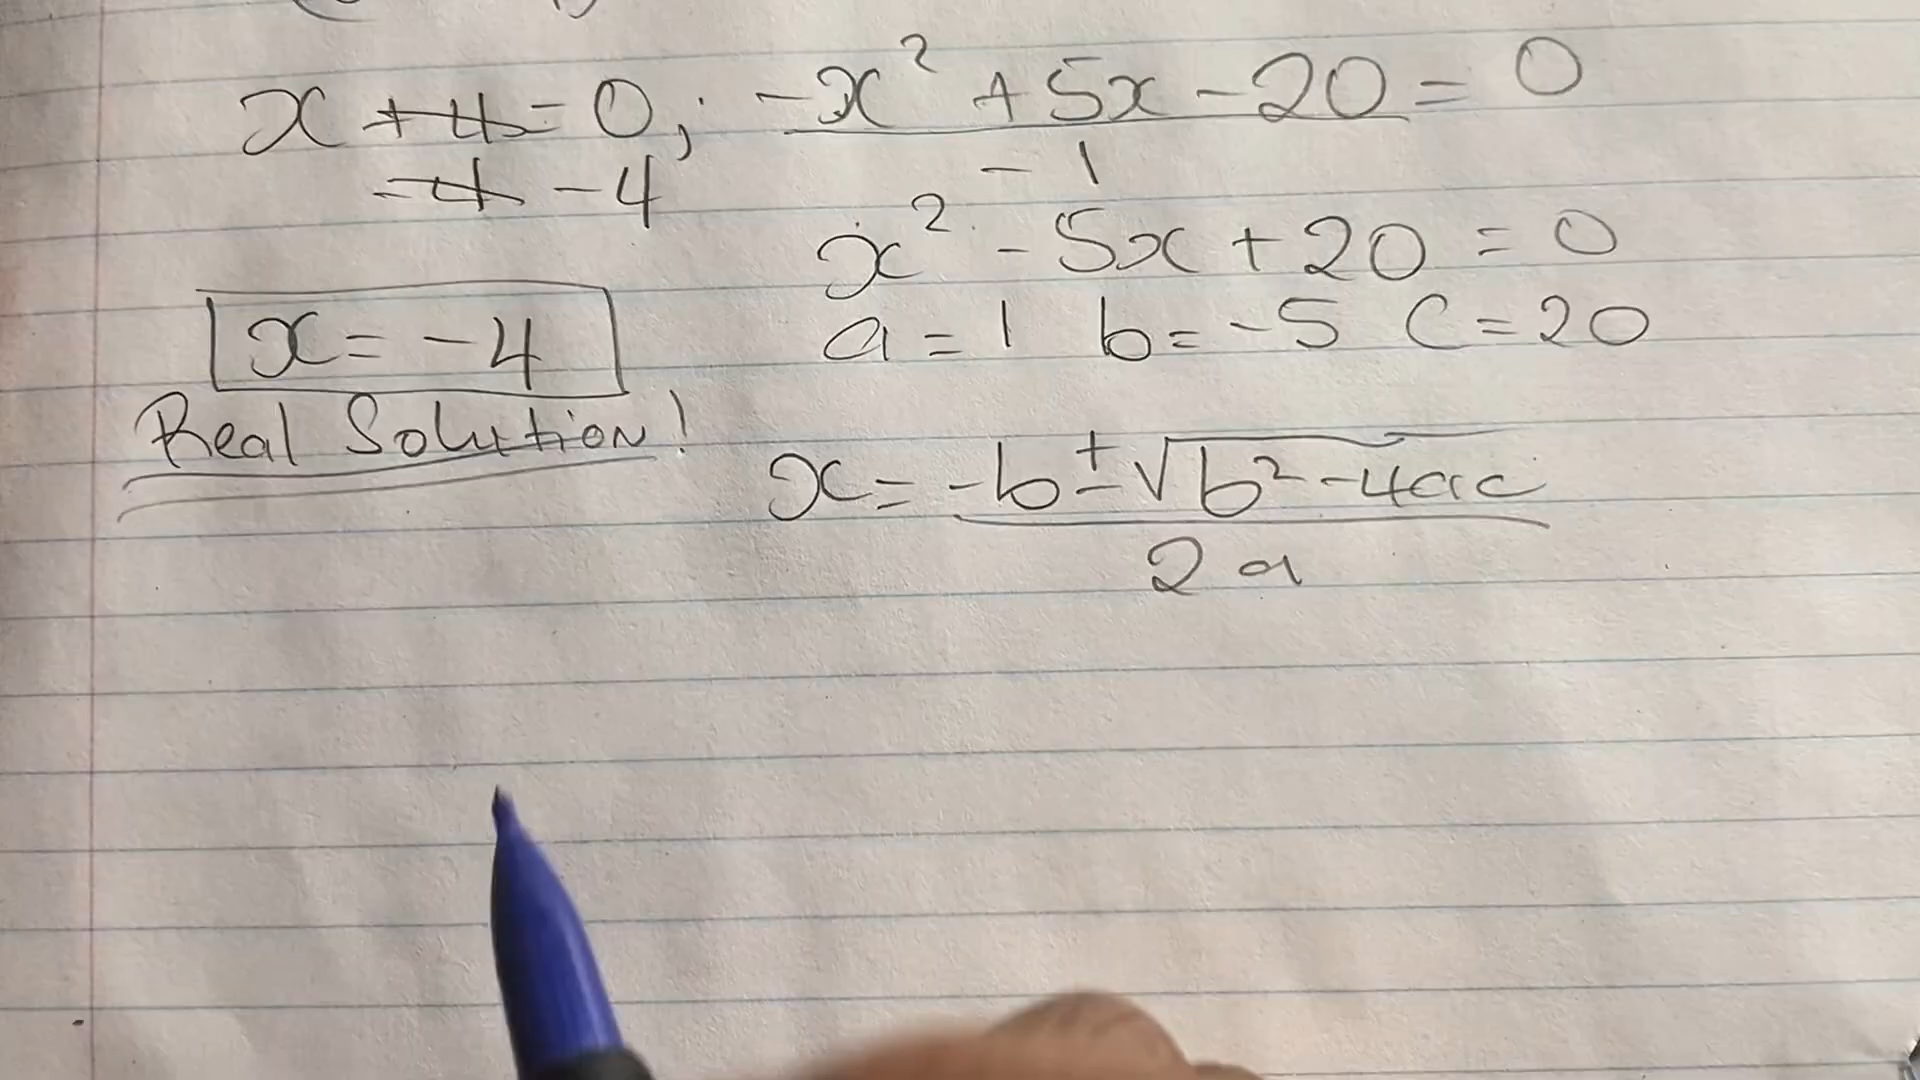 x + 4 = 0; -x² + 5x - 20 = 0
-4 -4 -1
x² - 5x + 20 = 0
x = -4
a = 1 b = -5 c = 20
Real Solution!
x = -b ± √b² - 4ac
2a